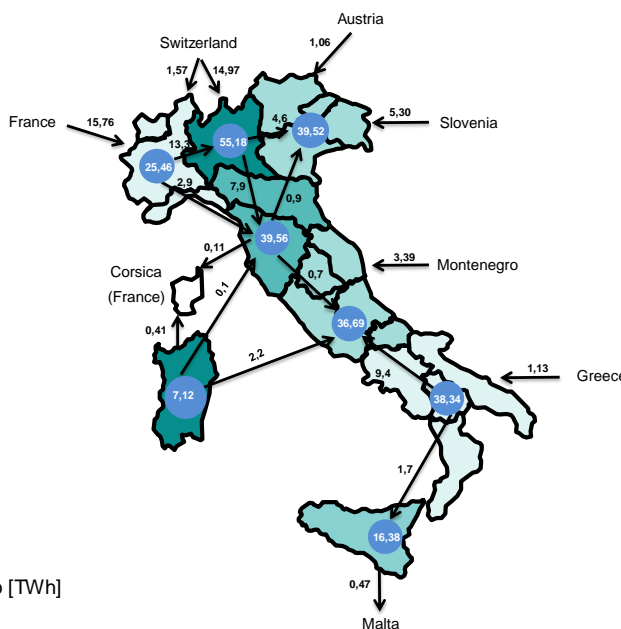 Austria
1,06
Switzerland
1,57
14,97
France
15,76
5,30
Slovenia
4,6
39,52
13,3
55,18
25,46
2,9
7,9
0,9
39,56
0,11
3,39
Montenegro
0,7
Corsica
(France)
0,1
0,41
36,69
2,2
1,13
Greece
9,4
7,12
38,34
1,7
16,38
0,47
[TWh]
Malta